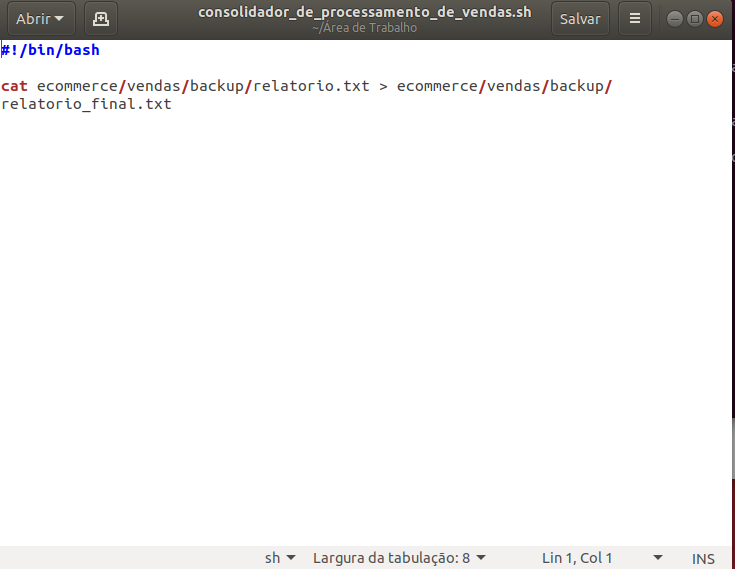 Abrir
consolidador_de_processamento_de_vendas.sh
~/Área de Trabalho
Salvar
#!/bin/bash
cat ecommerce/vendas/backup/relatorio.txt > ecommerce/vendas/backup/
relatorio_final.txt
sh
Largura da tabulação: 8
Lin 1, Col 1
INS